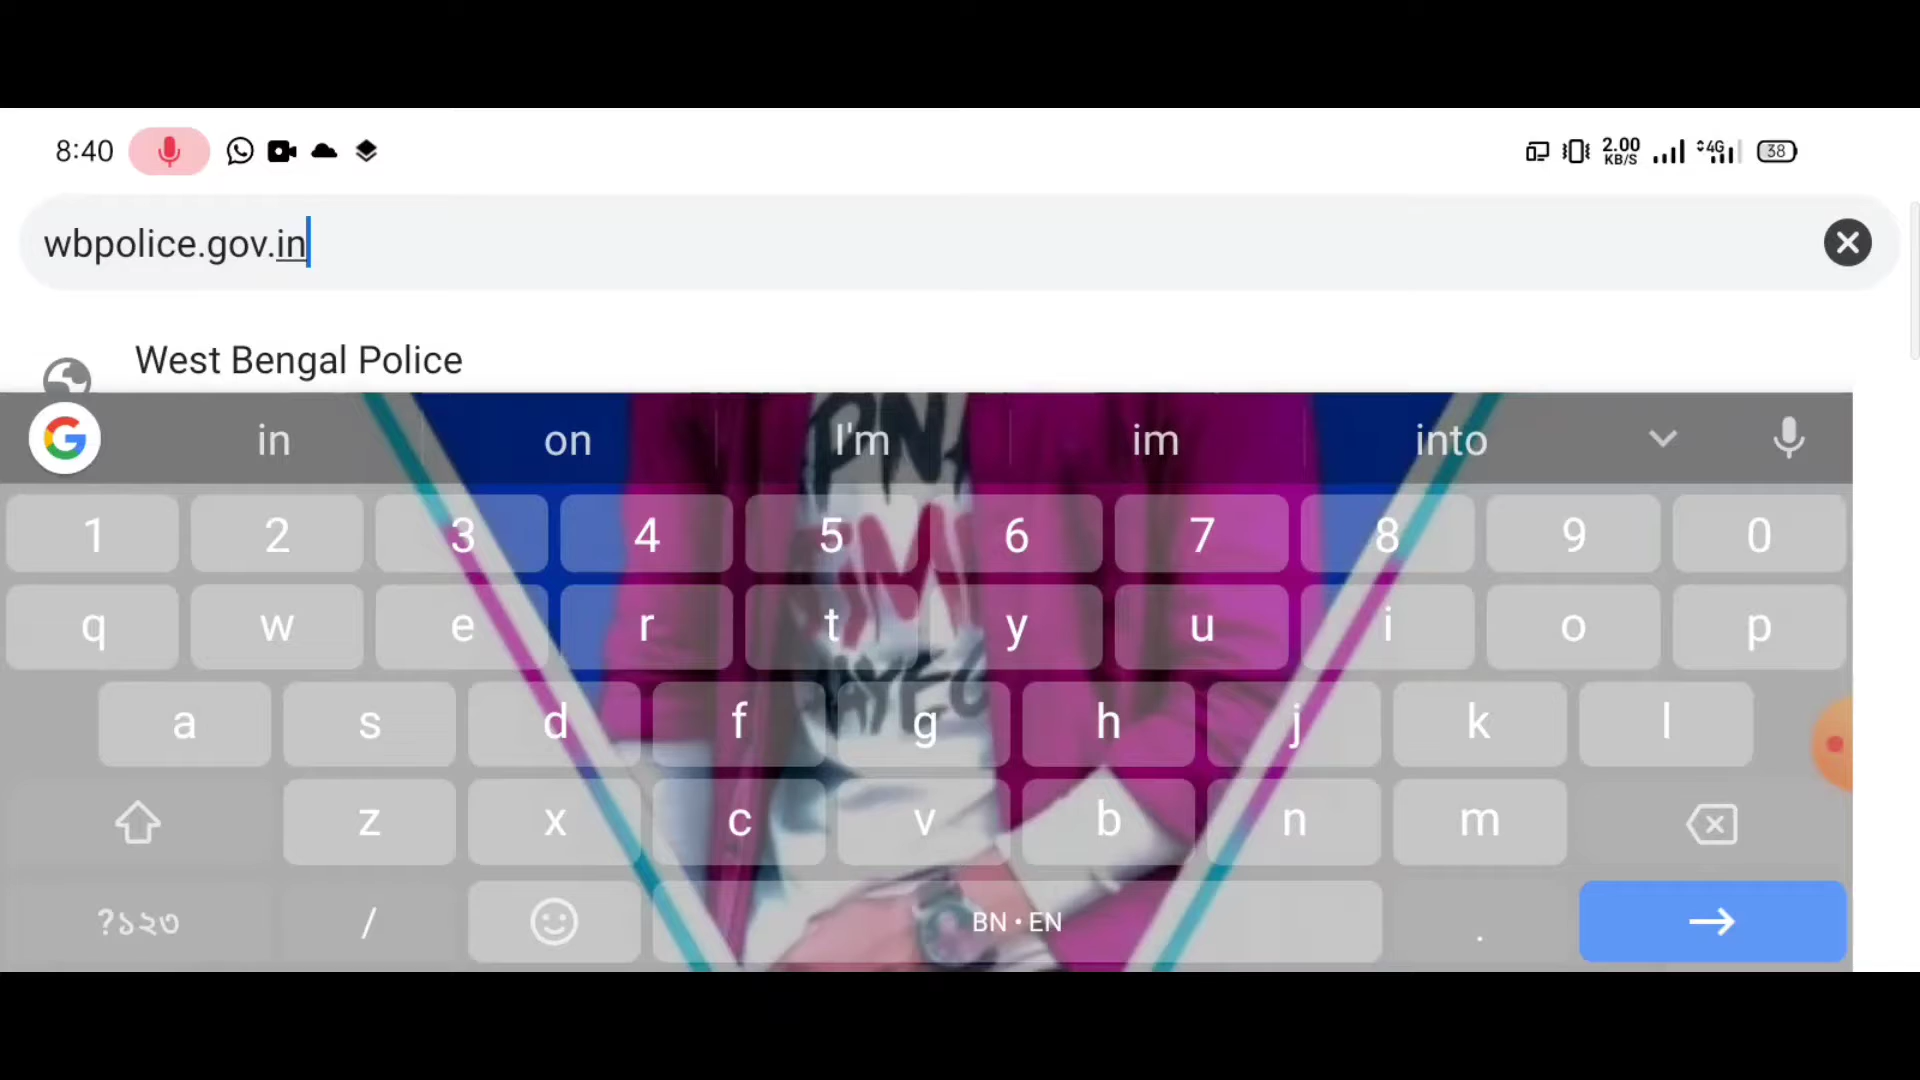 8:40
2.00
KB/S
4G
38
wbpolice.gov.in
West Bengal Police
in on I'm im into
1 2 3 4 5 6 7 8 9 0
q w e r t y u i o p
a s d f g h j k l
z x c v b n m
?১২৩ / BN • EN .